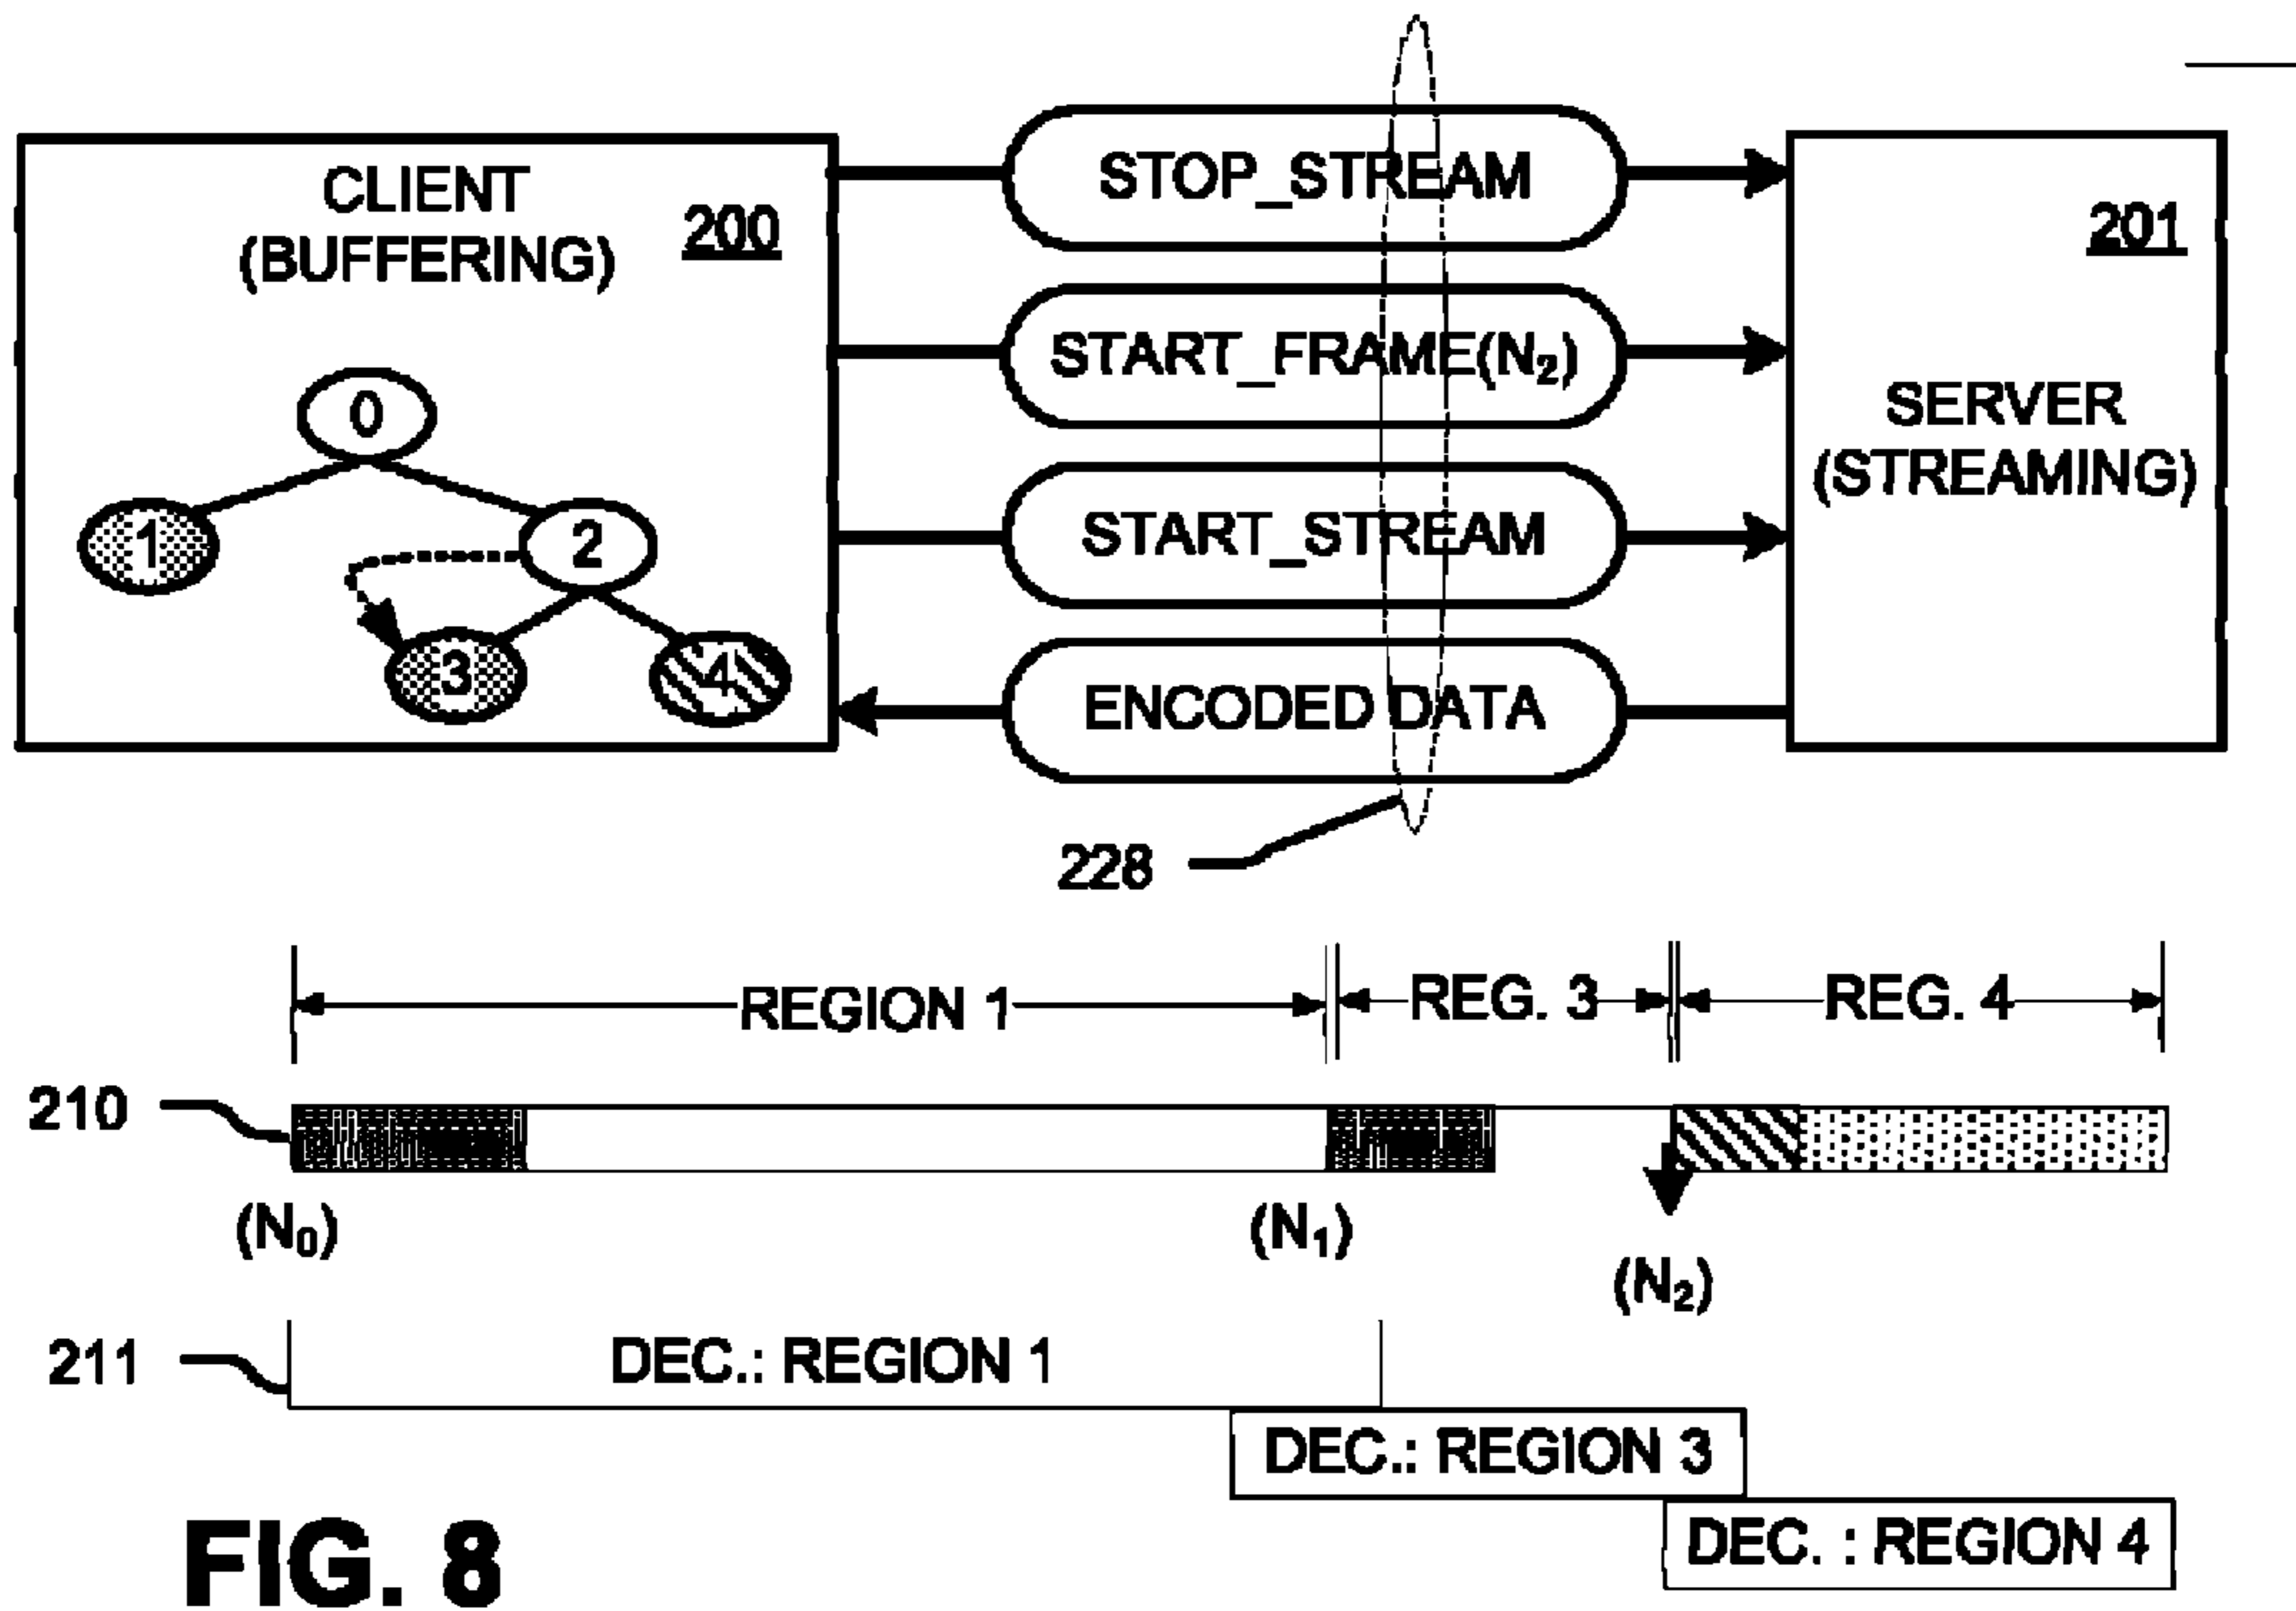 CLIENT
(BUFFERING)
200
0
1
2
3
4
STOP_STREAM
START_FRAME(N₂)
START_STREAM
ENCODED DATA
201
SERVER
(STREAMING)
228
REGION 1
REG. 3
REG. 4
210
(N₀)
(N₁)
(N₂)
211
DEC.: REGION 1
DEC.: REGION 3
DEC. : REGION 4
FIG. 8